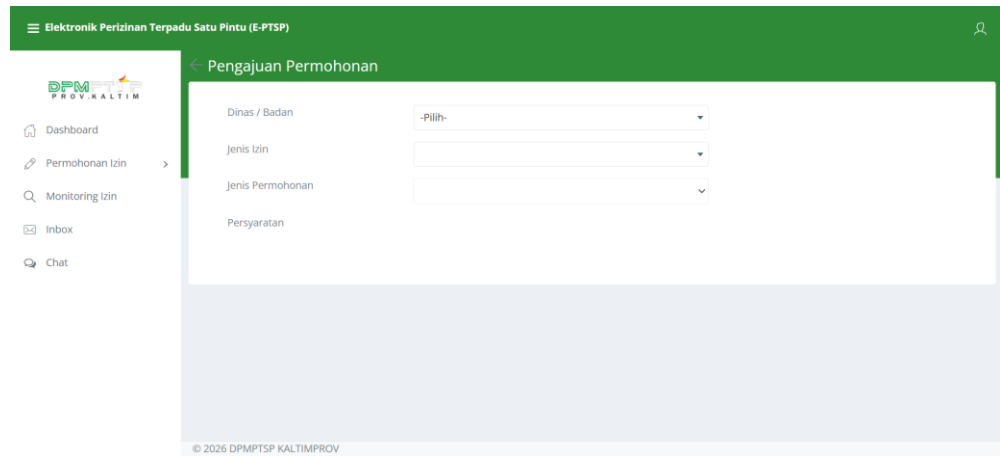 Elektronik Perizinan Terpadu Satu Pintu (E-PTSP)
DPMPTSP
PROV.KALTIM
Dashboard
Permohonan Izin
Monitoring Izin
Inbox
Chat
Pengajuan Permohonan
Dinas / Badan
-Pilih-
Jenis Izin
Jenis Permohonan
Persyaratan
© 2026 DPMPTSP KALTIMPROV